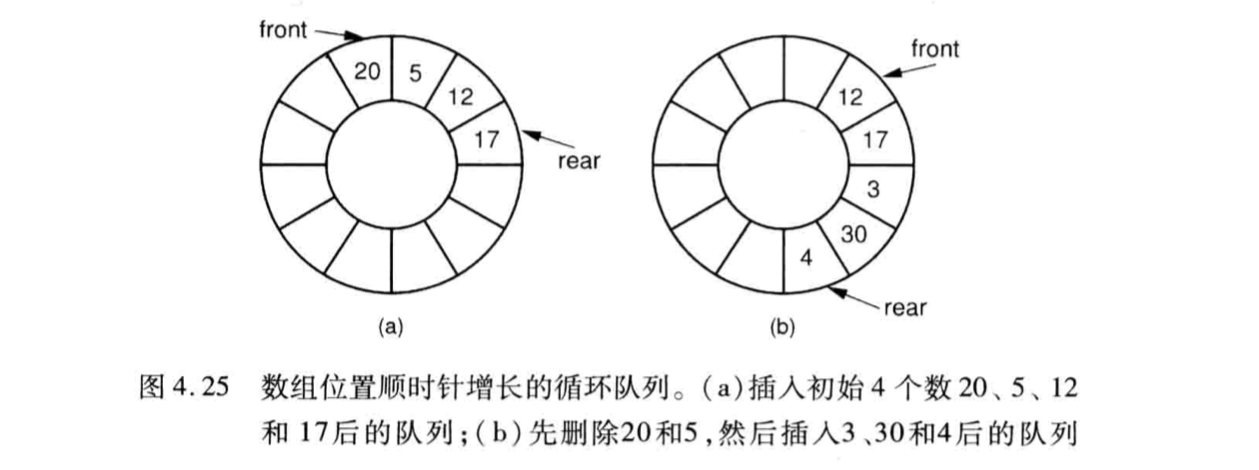 front
20
5
12
17
rear
(a)
front
12
17
3
30
4
rear
(b)
图 4.25 数组位置顺时针增长的循环队列。(a)插入初始 4 个数 20、5、12
和 17后的队列;(b)先删除20和5,然后插入3、30和4后的队列